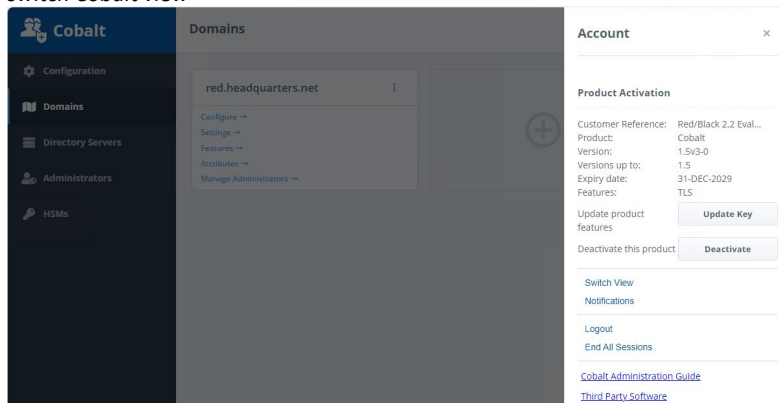 Switch Cobalt View
Cobalt
Configuration
Domains
Directory Servers
Administrators
HSMs
Domains
red.headquarters.net
Configure →
Settings →
Features →
Attributes →
Manage Administrators →
Account ×
Product Activation
Customer Reference: Red/Black 2.2 Eval...
Product: Cobalt
Version: 1.5v3-0
Versions up to: 1.5
Expiry date: 31-DEC-2029
Features: TLS
Update product Update Key
features
Deactivate this product Deactivate
Switch View
Notifications
Logout
End All Sessions
Cobalt Administration Guide
Third Party Software